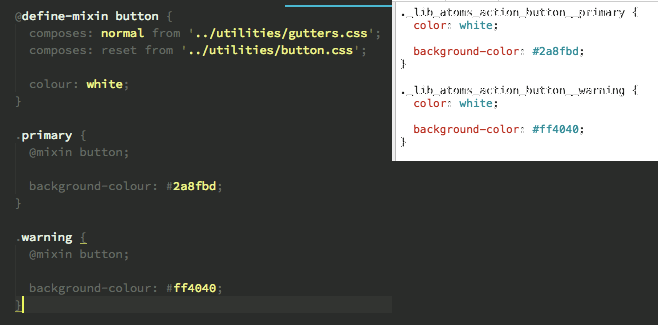 @define-mixin button {
composes: normal from '../utilities/gutters.css';
composes: reset from '../utilities/button.css';
colour: white;
}
.primary {
@mixin button;
background-colour: #2a8fbd;
}
.warning {
@mixin button;
background-colour: #ff4040;
}
._lib_atoms_action_button__primary {
color: white;
background-color: #2a8fbd;
}
._lib_atoms_action_button__warning {
color: white;
background-color: #ff4040;
}